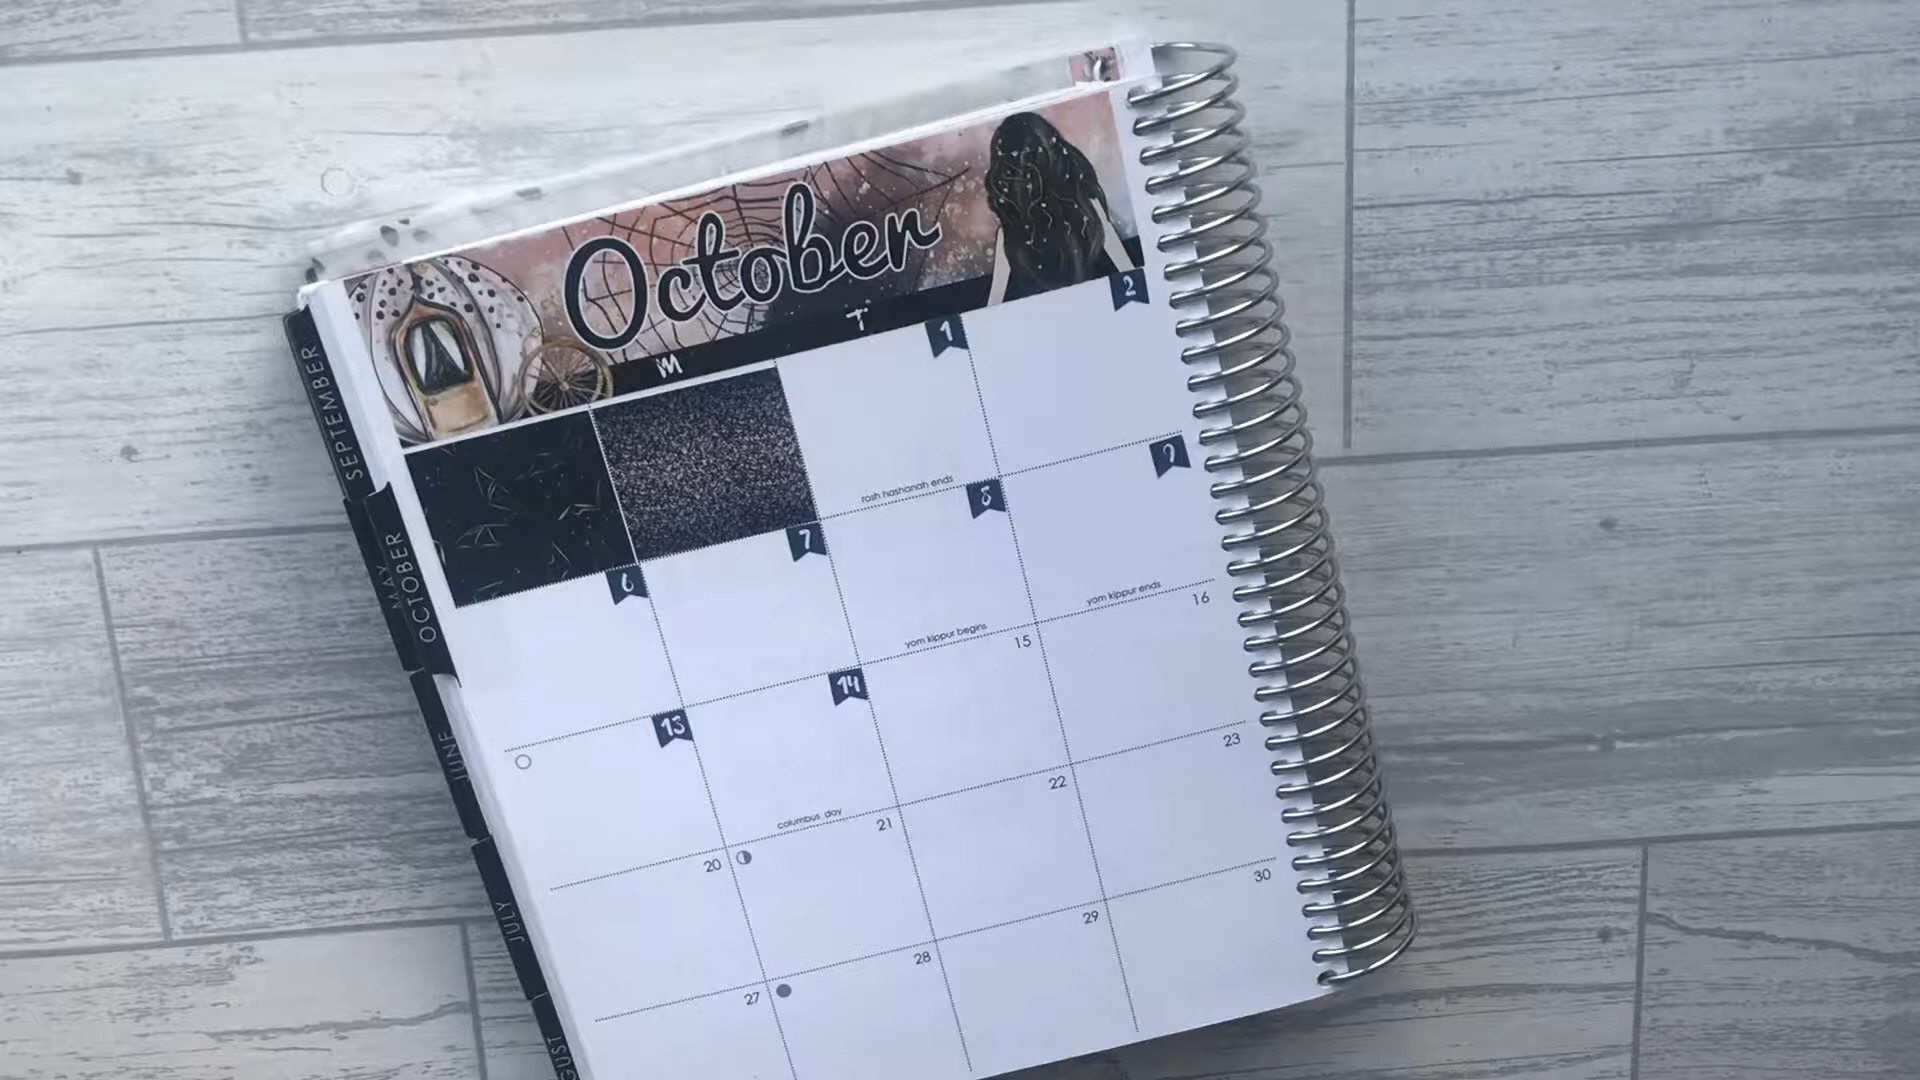 October
M
T
1
2
rosh hashanah ends
6
7
8
9
yom kippur begins
yom kippur ends
13
14
15
16
columbus day
20
21
22
23
27
28
29
30
SEPTEMBER
MAY
OCTOBER
JUNE
JULY